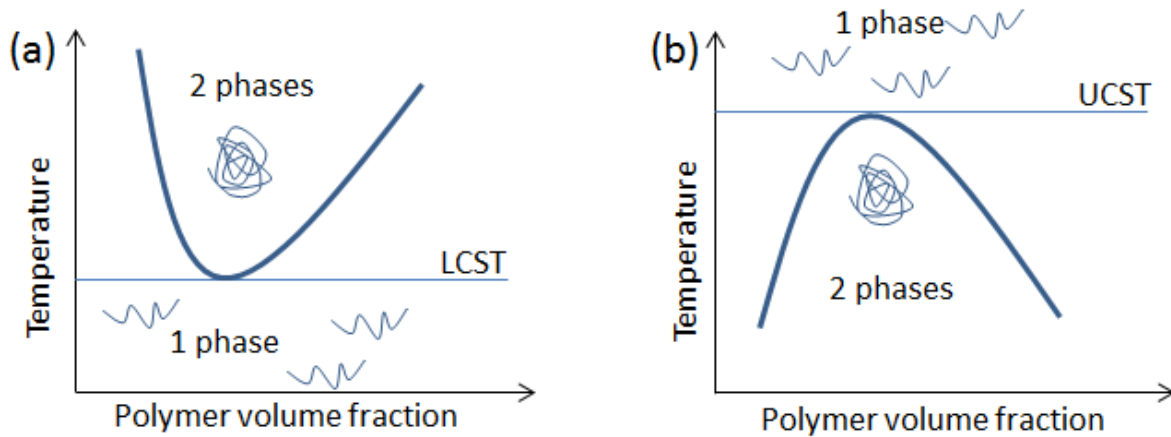 (a)
2 phases
LCST
1 phase
Temperature
Polymer volume fraction
(b)
1 phase
UCST
2 phases
Temperature
Polymer volume fraction